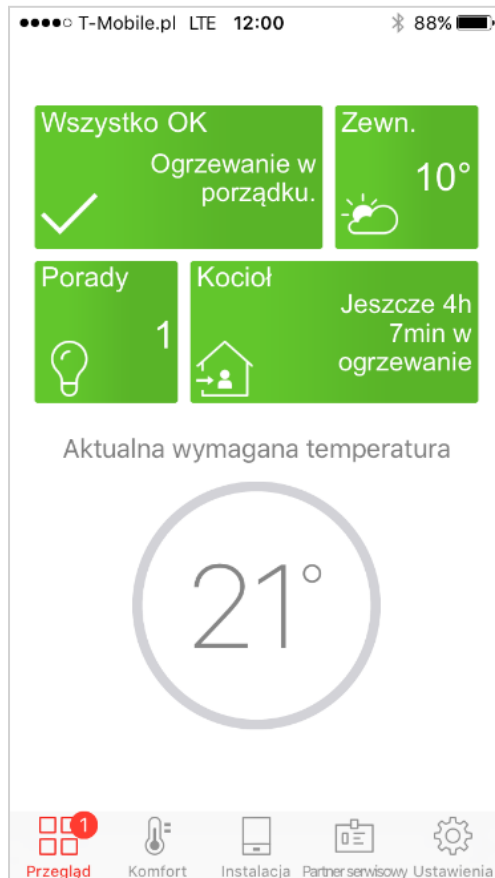 T-Mobile.pl LTE 12:00 88%
Wszystko OK
Ogrzewanie w
porządku.
Zewn.
10°
Porady
1
Kocioł
Jeszcze 4h
7min w
ogrzewanie
Aktualna wymagana temperatura
21°
1
Przegląd Komfort Instalacja Partner serwisowy Ustawienia